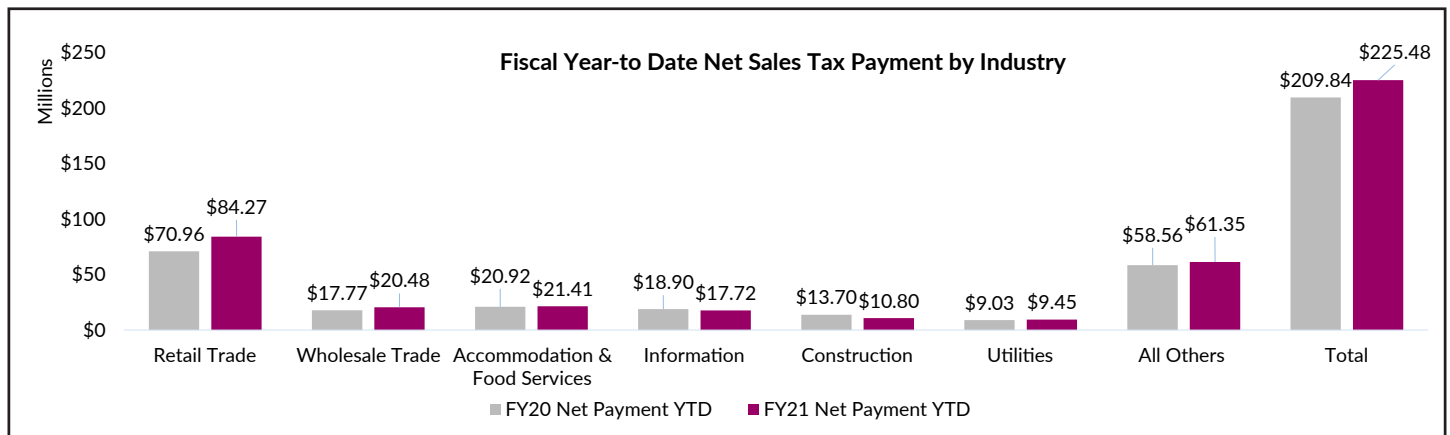 Fiscal Year-to Date Net Sales Tax Payment by Industry
Millions
$250
$200
$150
$100
$50
$0
$70.96
$84.27
$17.77
$20.48
$20.92
$21.41
$18.90
$17.72
$13.70
$10.80
$9.03
$9.45
$58.56
$61.35
$209.84
$225.48
Retail Trade
Wholesale Trade
Accommodation &
Food Services
Information
Construction
Utilities
All Others
Total
FY20 Net Payment YTD
FY21 Net Payment YTD